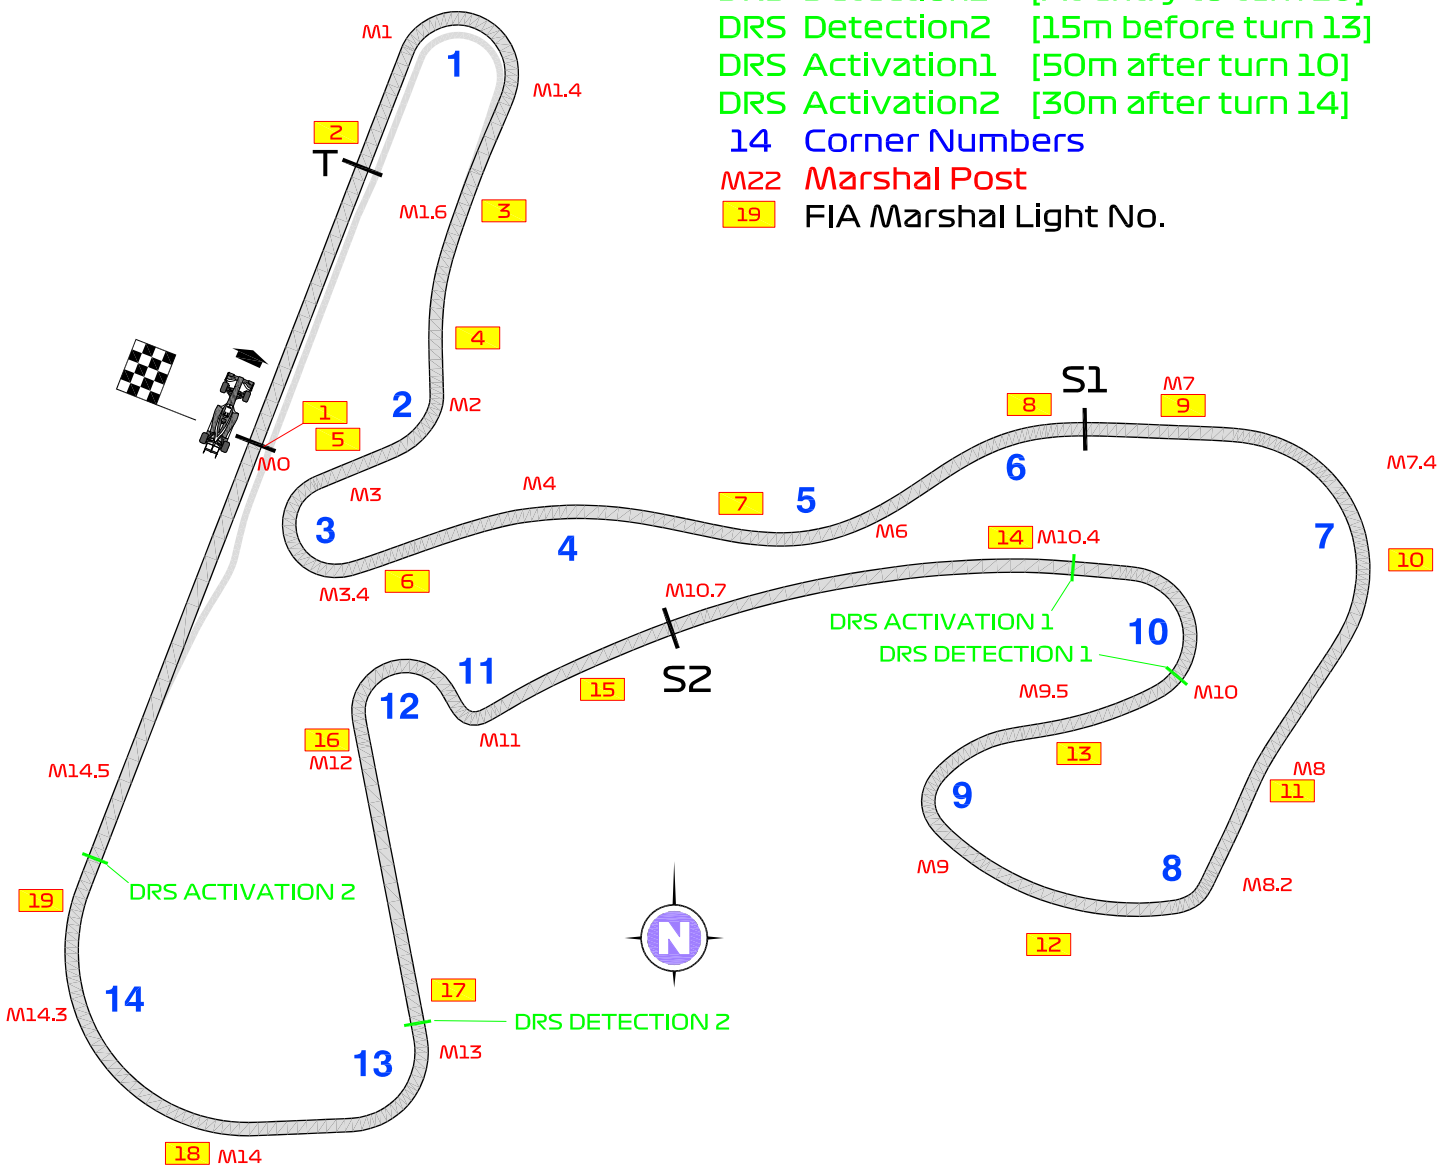 DRS Detection2 [15m before turn 13]
DRS Activation1 [50m after turn 10]
DRS Activation2 [30m after turn 14]
14 Corner Numbers
M22 Marshal Post
19 FIA Marshal Light No.
M1
1
M1.4
2
T
M1.6
3
4
S1
M7
2
M2
8
9
1
5
M0
6
M7.4
M3
M4
7
5
3
4
M6
14
M10.4
7
10
M3.4
6
M10.7
DRS ACTIVATION 1
10
DRS DETECTION 1
11
S2
M9.5
M10
15
12
16
M11
M12
13
M14.5
M8
11
9
M9
8
M8.2
19
DRS ACTIVATION 2
N
12
17
14
M14.3
DRS DETECTION 2
13
M13
18
M14